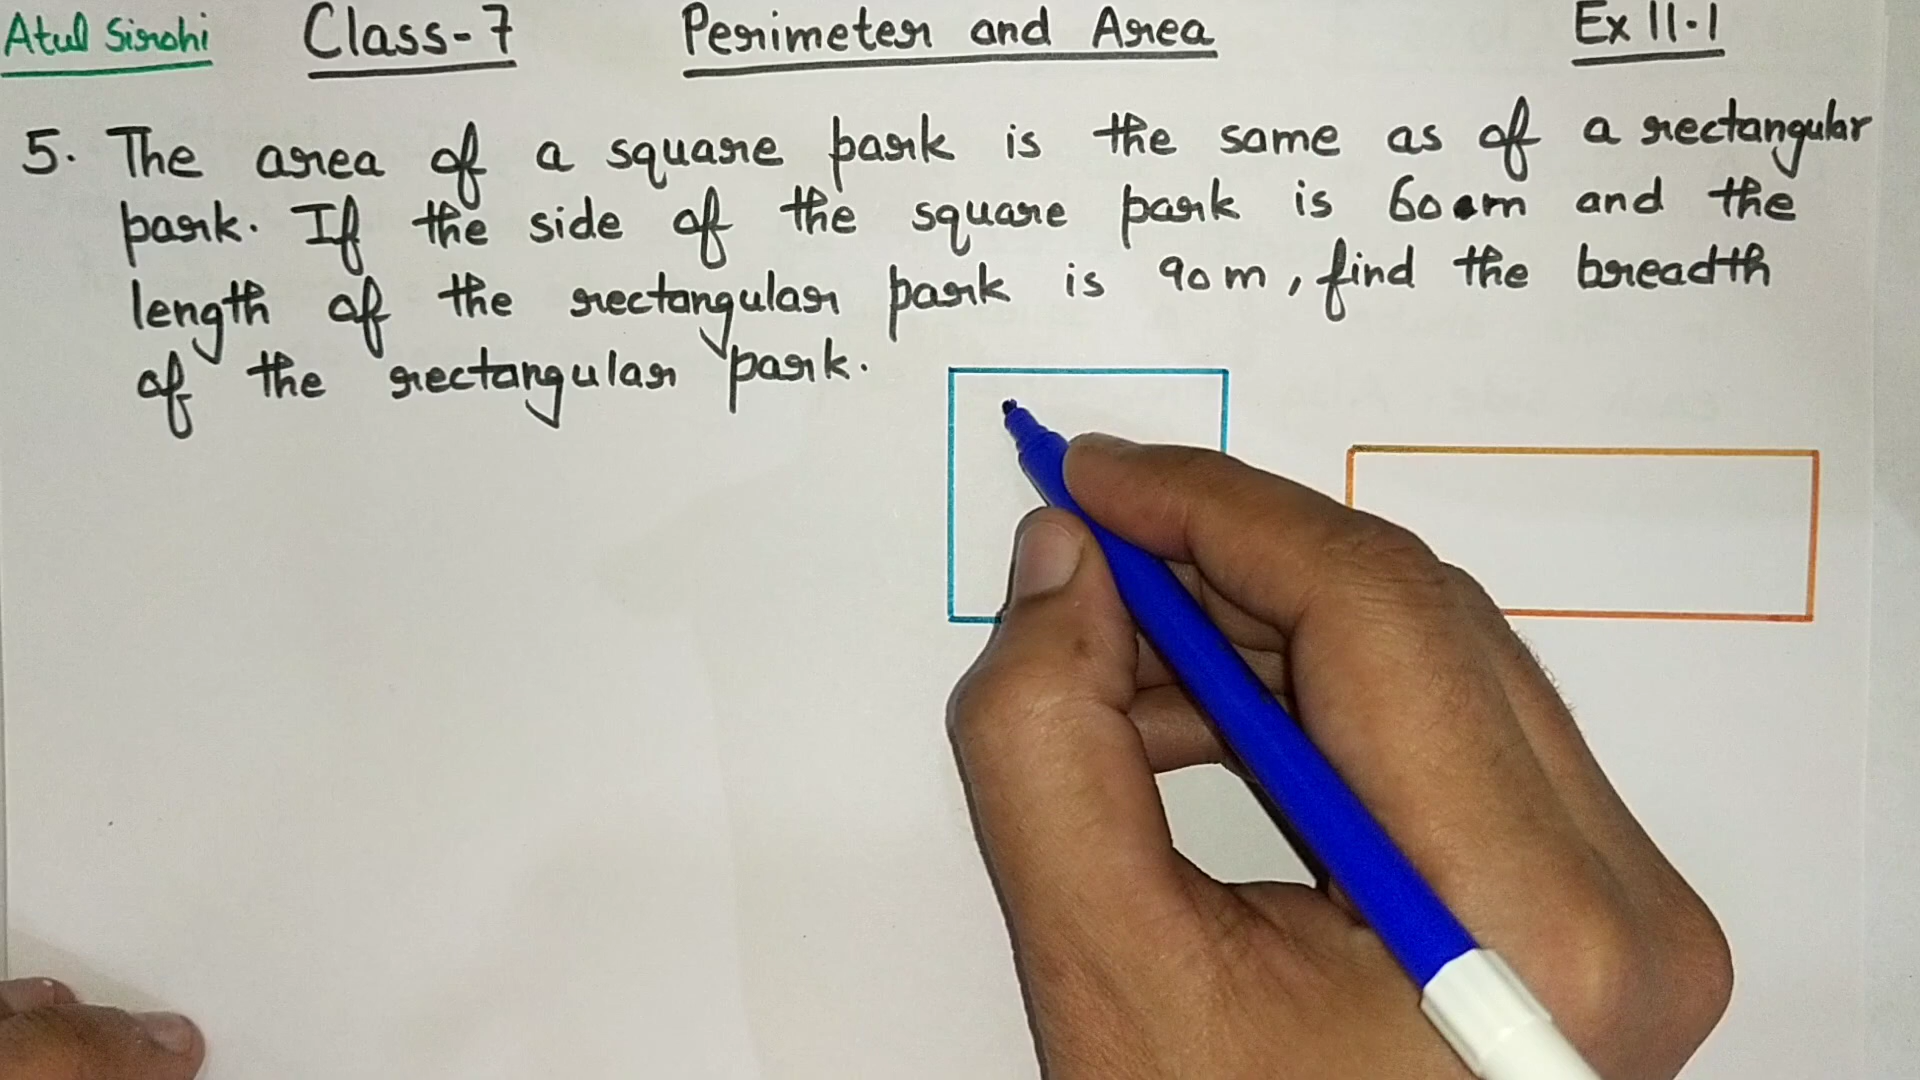 Atul Sirohi Class-7 Perimeter and Area Ex 11.1
5. The area of a square park is the same as of a rectangular
park. If the side of the square park is 60 m and the
length of the rectangular park is 90 m, find the breadth
of the rectangular park.